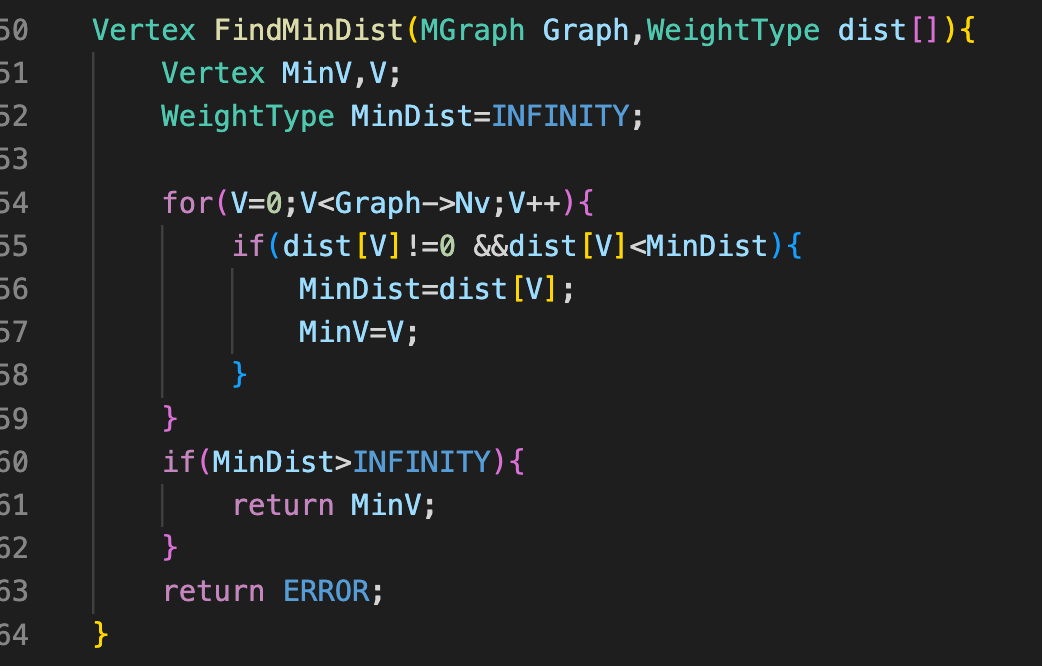 50 Vertex FindMinDist(MGraph Graph,WeightType dist[]){
51 Vertex MinV,V;
52 WeightType MinDist=INFINITY;
53
54 for(V=0;V<Graph->Nv;V++){
55 if(dist[V]!=0 &&dist[V]<MinDist){
56 MinDist=dist[V];
57 MinV=V;
58 }
59 }
60 if(MinDist>INFINITY){
61 return MinV;
62 }
63 return ERROR;
64 }